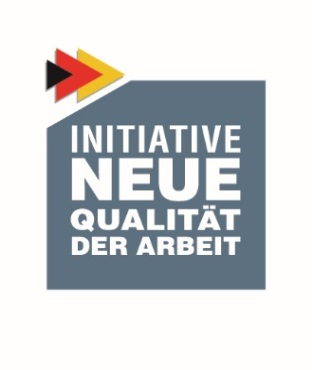 INITIATIVE
NEUE
QUALITÄT
DER ARBEIT